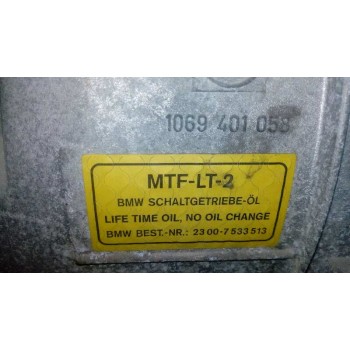 1069 401 058
MTF-LT-2
BMW SCHALTGETRIEBE-ÖL
LIFE TIME OIL, NO OIL CHANGE
BMW BEST.-NR.: 23 00-7 533 513